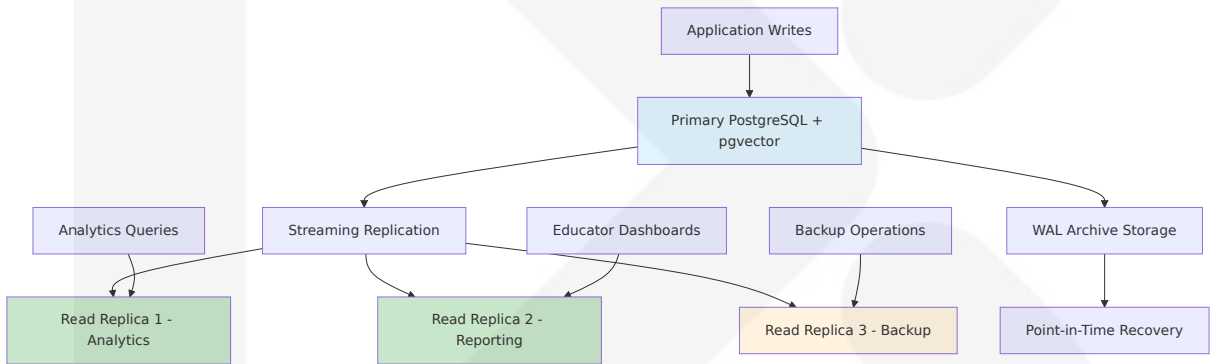 Application Writes
Primary PostgreSQL +
pgvector
Analytics Queries
Streaming Replication
Educator Dashboards
Backup Operations
WAL Archive Storage
Read Replica 1 -
Analytics
Read Replica 2 -
Reporting
Read Replica 3 - Backup
Point-in-Time Recovery